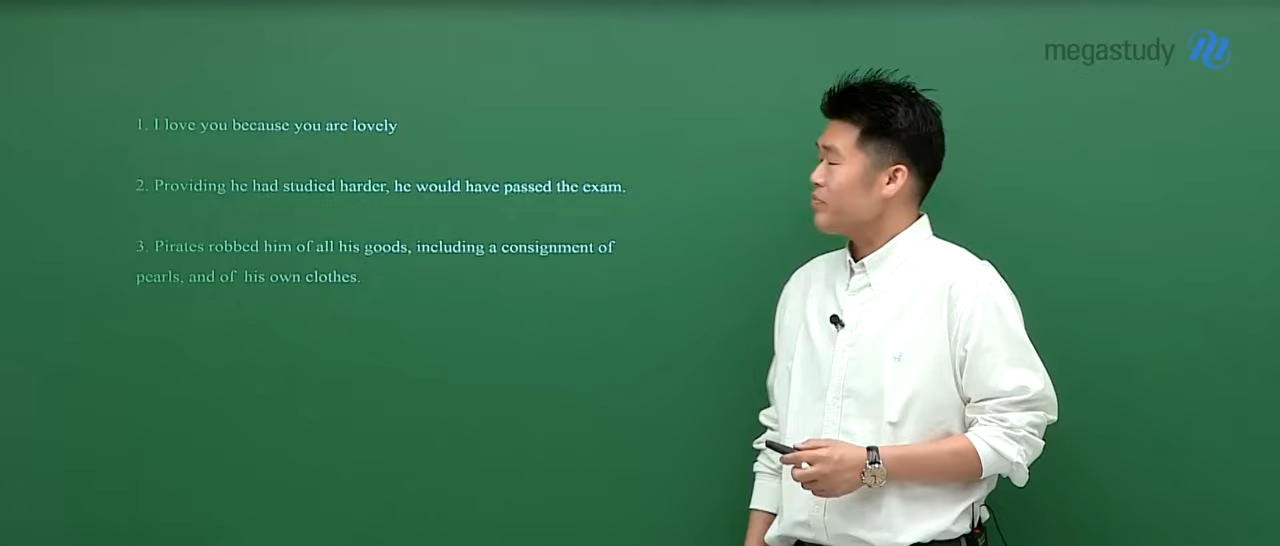 megastudy
1. I love you because you are lovely
2. Providing he had studied harder, he would have passed the exam.
3. Pirates robbed him of all his goods, including a consignment of
pearls, and of his own clothes.